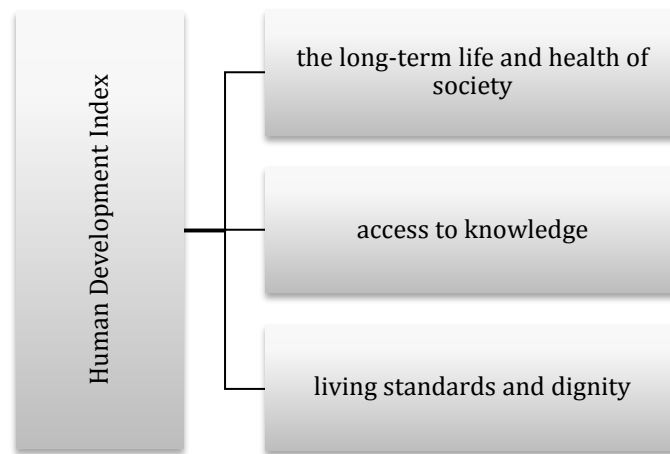 Human Development Index
the long-term life and health of
society
access to knowledge
living standards and dignity